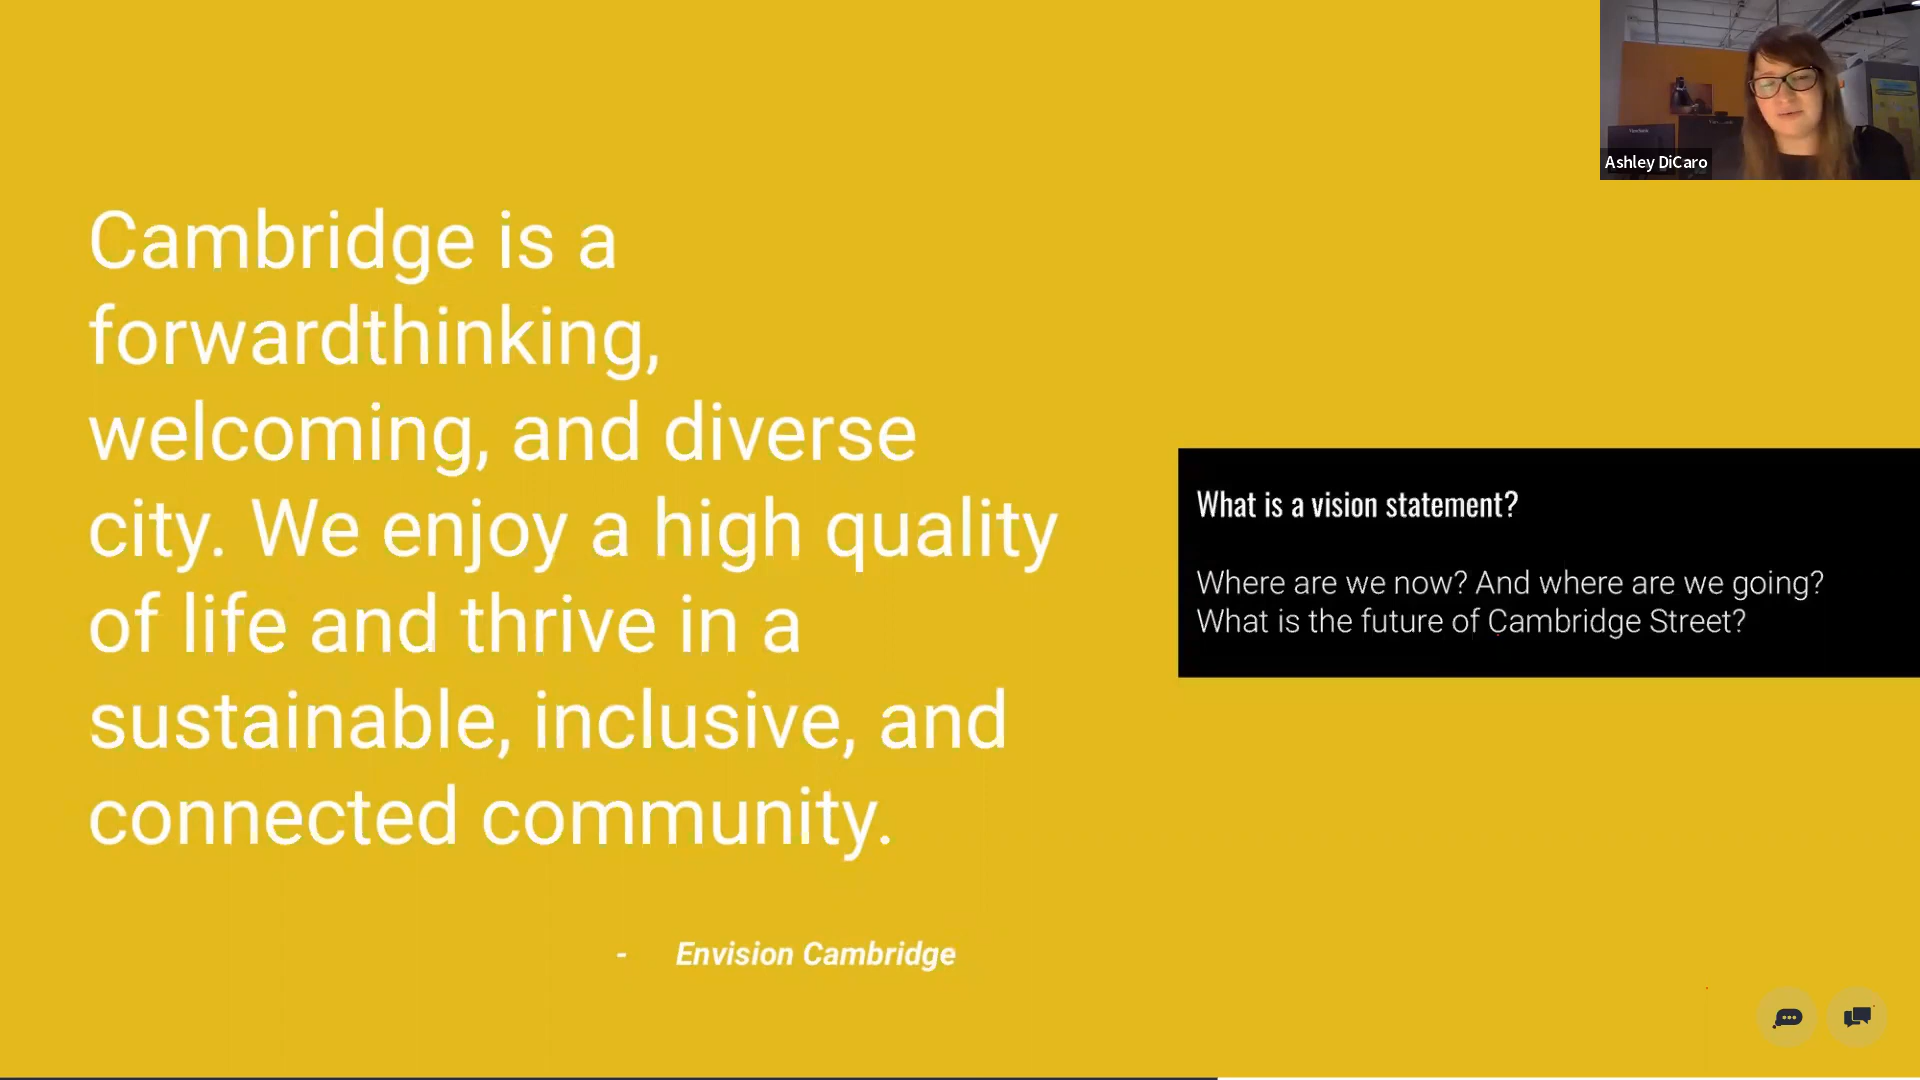 Cambridge is a
forwardthinking,
welcoming, and diverse
city. We enjoy a high quality
of life and thrive in a
sustainable, inclusive, and
connected community.
- Envision Cambridge
What is a vision statement?
Where are we now? And where are we going?
What is the future of Cambridge Street?
Ashley DiCaro